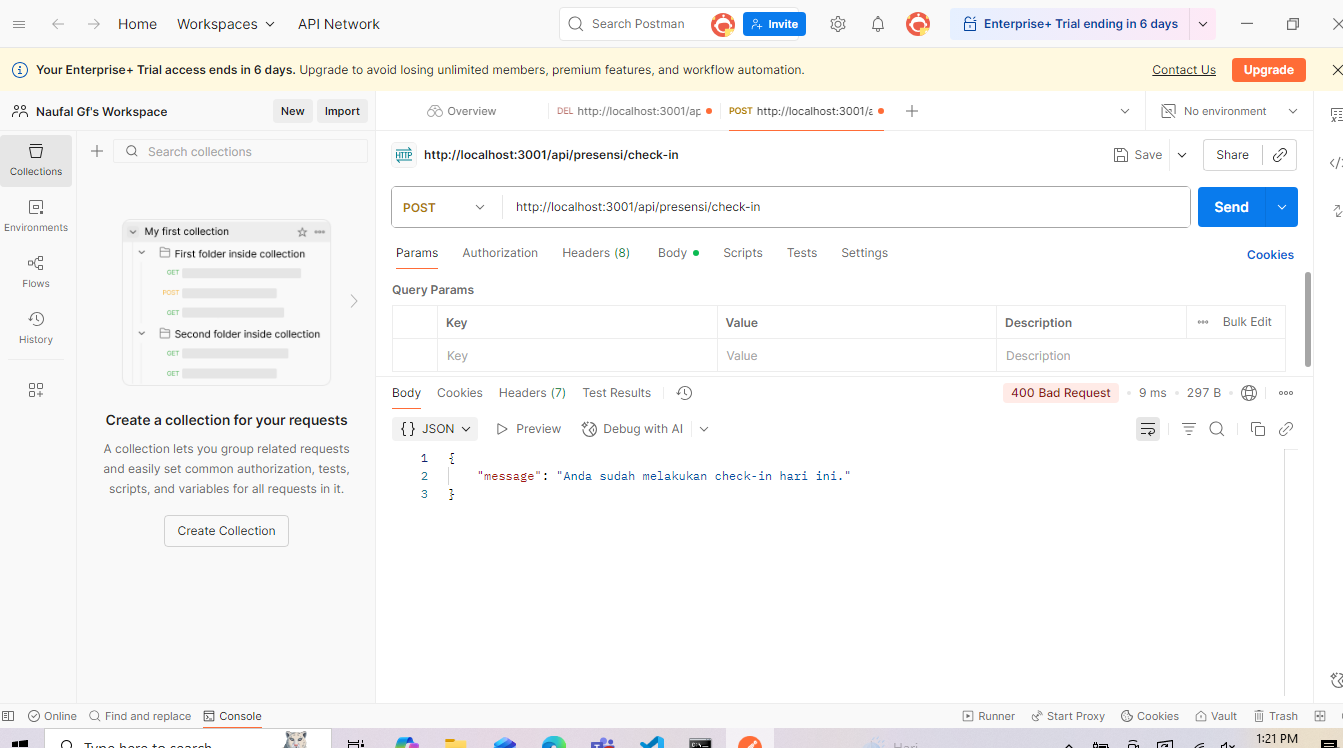 Home Workspaces API Network Search Postman Invite Enterprise+ Trial ending in 6 days
Your Enterprise+ Trial access ends in 6 days. Upgrade to avoid losing unlimited members, premium features, and workflow automation. Contact Us Upgrade
Naufal Gf's Workspace New Import Overview DEL http://localhost:3001/ap POST http://localhost:3001/a No environment
Collections
Search collections
http://localhost:3001/api/presensi/check-in Save Share
HTTP
Environments
Flows
History
My first collection
First folder inside collection
GET
POST
GET
Second folder inside collection
GET
GET
Create a collection for your requests
A collection lets you group related requests
and easily set common authorization, tests,
scripts, and variables for all requests in it.
Create Collection
POST http://localhost:3001/api/presensi/check-in Send
Params Authorization Headers (8) Body Scripts Tests Settings Cookies
Query Params
Key Value Description Bulk Edit
Key Value Description
Body Cookies Headers (7) Test Results 400 Bad Request 9 ms 297 B
{} JSON Preview Debug with AI
1 {
2 "message": "Anda sudah melakukan check-in hari ini."
3 }
Online Find and replace Console Runner Start Proxy Cookies Vault Trash
Type here to search Hari 1:21 PM